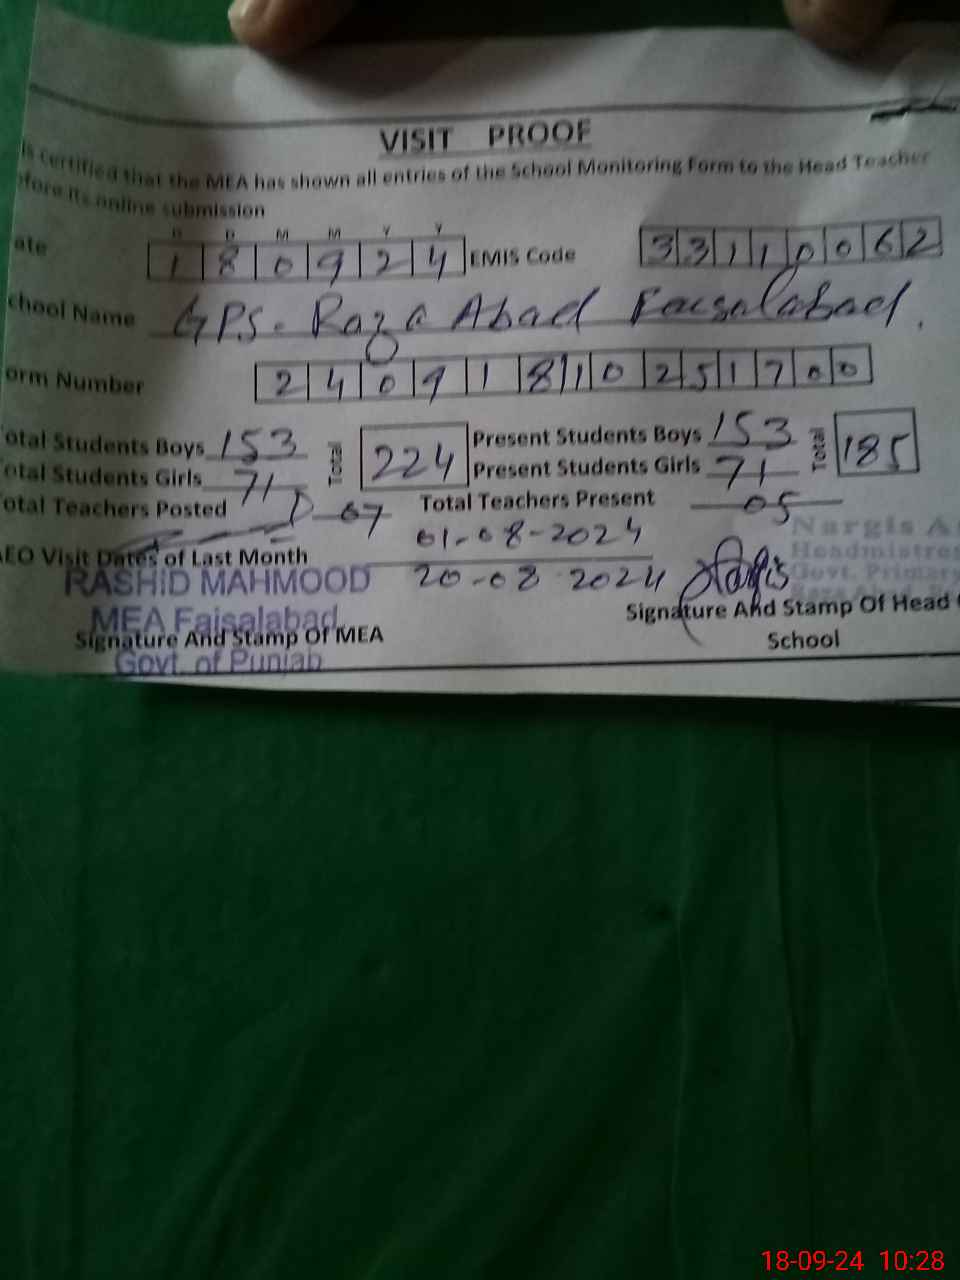 VISIT PROOF
is certified that the MEA has shown all entries of the School Monitoring Form to the Head Teacher
efore its online submission
ate D D M M Y Y
1 8 0 9 2 4 EMIS Code 3 3 1 1 0 0 6 2
chool Name G.P.S. Raza Abad Faisalabad.
orm Number 2 4 0 9 1 8 1 0 2 5 1 7 0 0
otal Students Boys 153 Total 224 Present Students Boys 153 Total 185
otal Students Girls 71 Present Students Girls 71
otal Teachers Posted 07 Total Teachers Present 05
AEO Visit Dates of Last Month 01-08-2024
20-08-2024
RASHID MAHMOOD
MEA Faisalabad
Govt. of Punjab
Signature And Stamp Of MEA
Nargis A
Headmistres
Govt. Primary
Nargis
Signature And Stamp Of Head
School
18-09-24 10:28